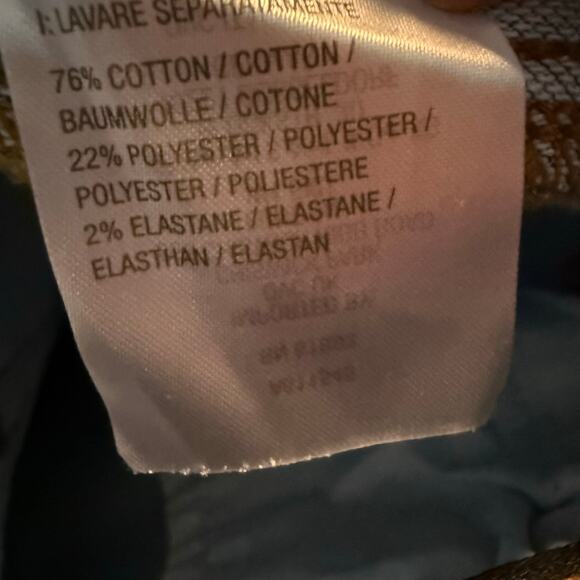 I: LAVARE SEPARATAMENTE
76% COTTON / COTTON /
BAUMWOLLE / COTONE
22% POLYESTER / POLYESTER /
POLYESTER / POLIESTERE
2% ELASTANE / ELASTANE /
ELASTHAN / ELASTAN